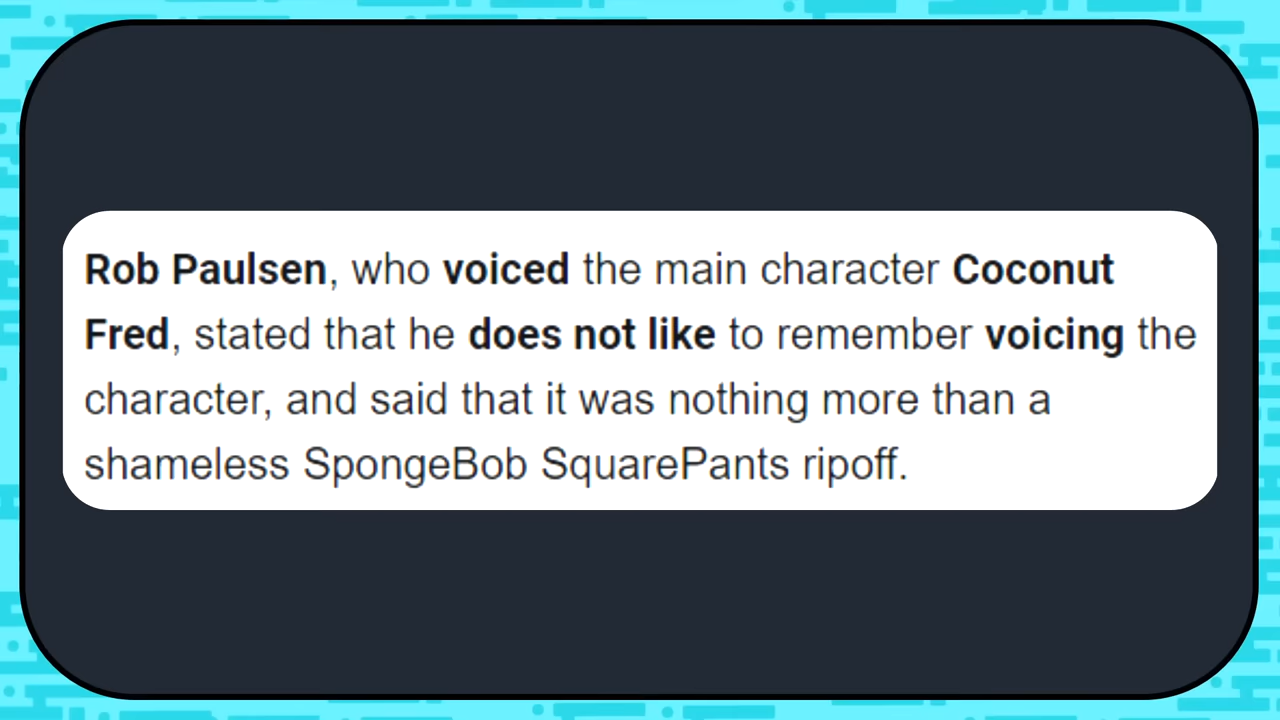 Rob Paulsen, who voiced the main character Coconut
Fred, stated that he does not like to remember voicing the
character, and said that it was nothing more than a
shameless SpongeBob SquarePants ripoff.